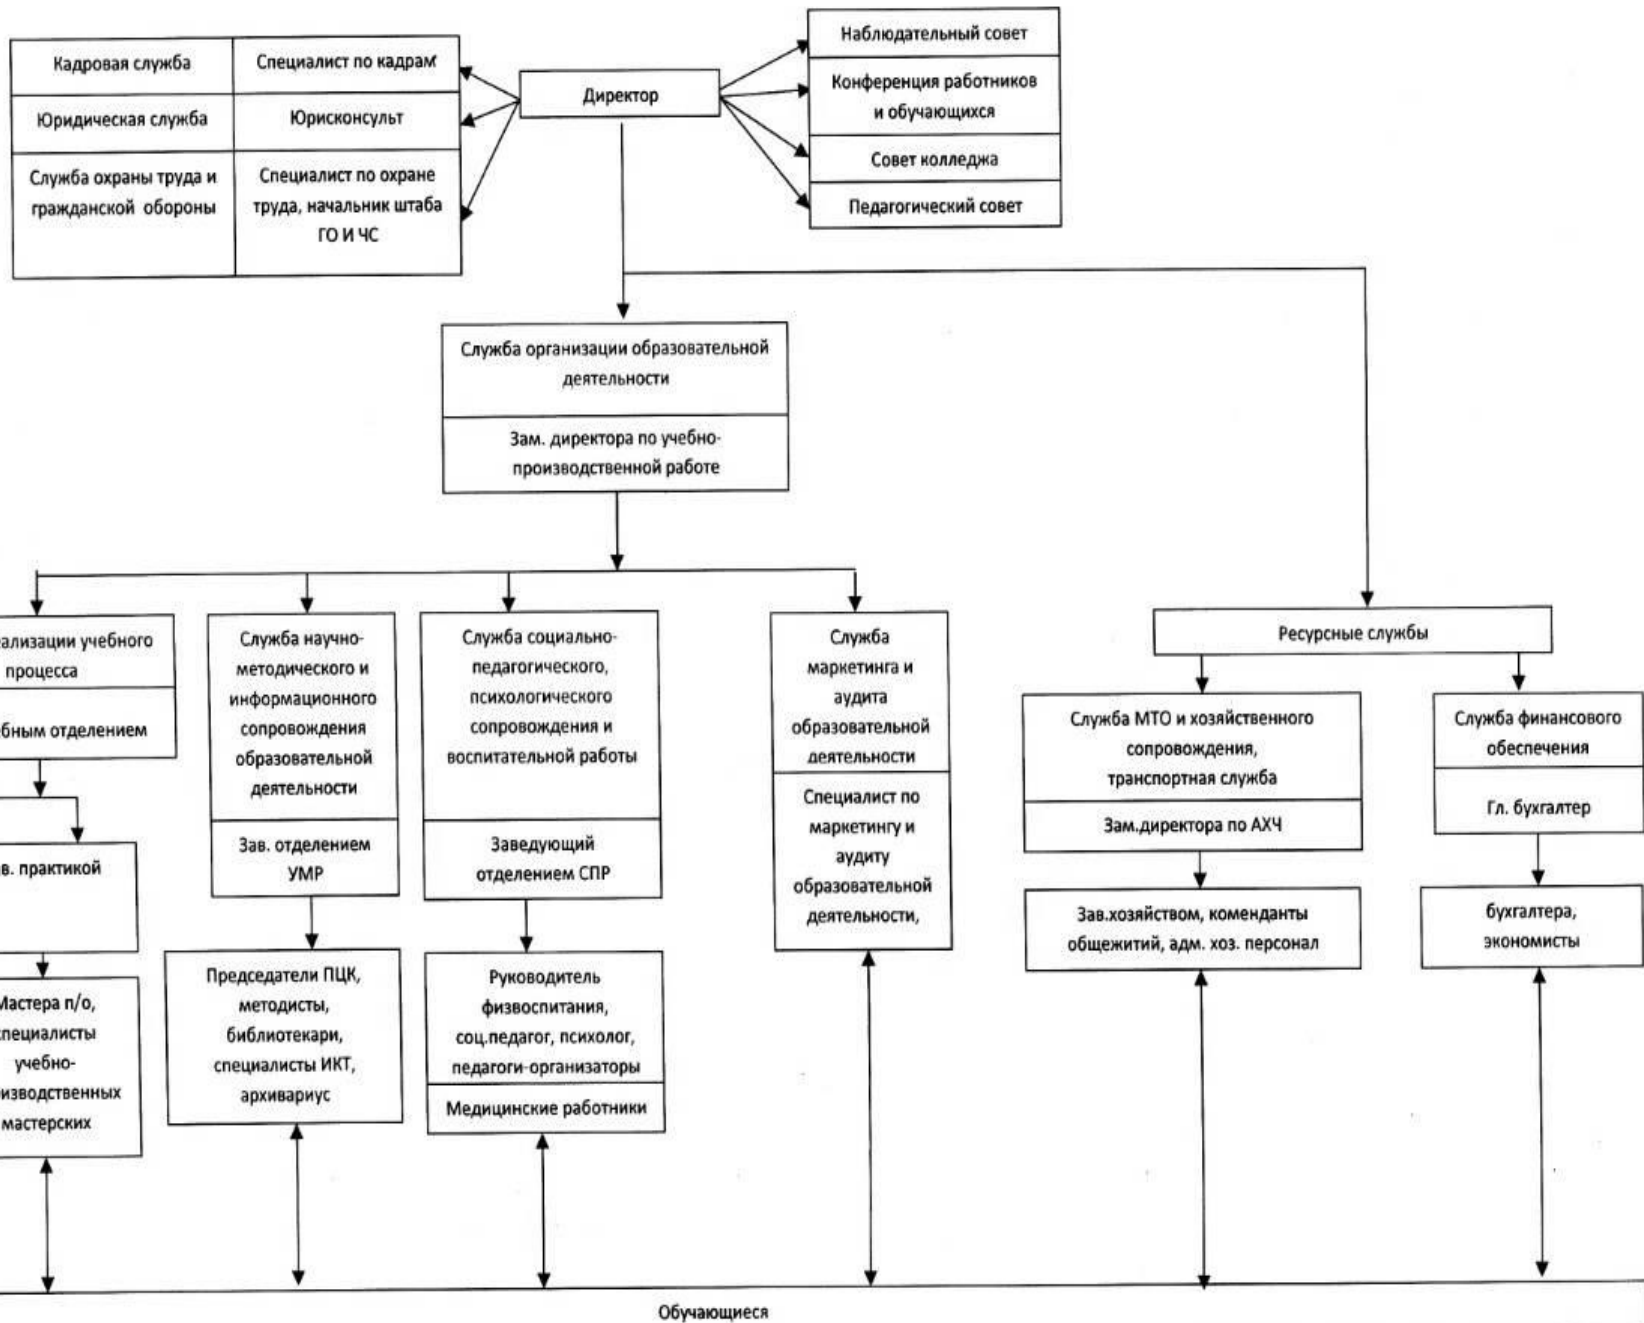 Кадровая служба
Специалист по кадрам
Юридическая служба
Юрисконсульт
Служба охраны труда и
гражданской обороны
Специалист по охране
труда, начальник штаба
ГО И ЧС
Директор
Наблюдательный совет
Конференция работников
и обучающихся
Совет колледжа
Педагогический совет
Служба организации образовательной
деятельности
Зам. директора по учебно-
производственной работе
ализации учебного
процесса
бным отделением
в. практикой
Мастера п/о,
пециалисты
учебно-
изводственных
мастерских
Служба научно-
методического и
информационного
сопровождения
образовательной
деятельности
Зав. отделением
УМР
Председатели ПЦК,
методисты,
библиотекари,
специалисты ИКТ,
архивариус
Служба социально-
педагогического,
психологического
сопровождения и
воспитательной работы
Заведующий
отделением СПР
Руководитель
физвоспитания,
соц.педагог, психолог,
педагоги-организаторы
Медицинские работники
Служба
маркетинга и
аудита
образовательной
деятельности
Специалист по
маркетингу и
аудиту
образовательной
деятельности,
Ресурсные службы
Служба МТО и хозяйственного
сопровождения,
транспортная служба
Зам.директора по АХЧ
Зав.хозяйством, коменданты
общежитий, адм. хоз. персонал
Служба финансового
обеспечения
Гл. бухгалтер
бухгалтера,
экономисты
Обучающиеся